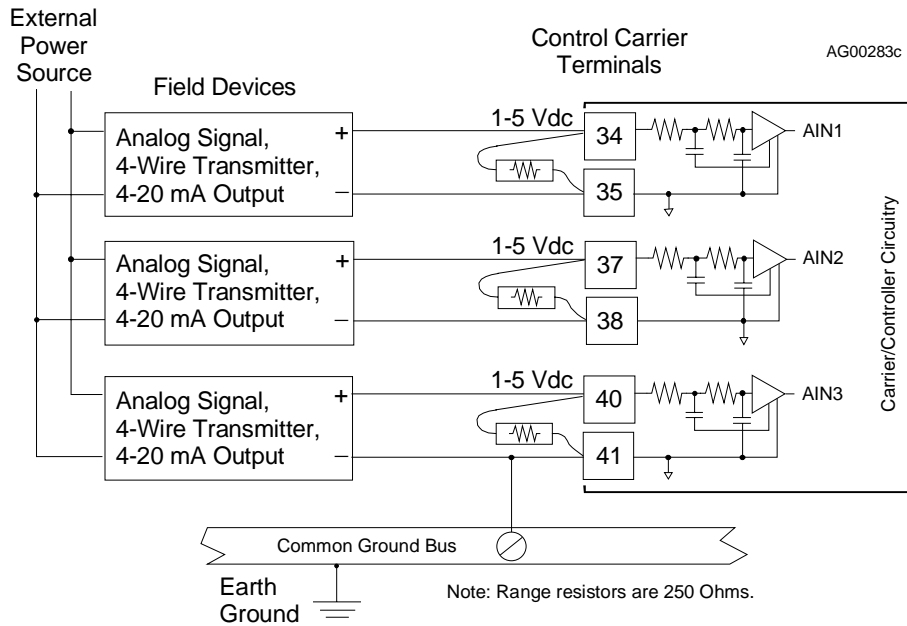 External
Power
Source
Control Carrier
Terminals
AG00283c
Field Devices
Analog Signal,
4-Wire Transmitter,
4-20 mA Output
+
–
1-5 Vdc
34
35
AIN1
Analog Signal,
4-Wire Transmitter,
4-20 mA Output
+
–
1-5 Vdc
37
38
AIN2
Analog Signal,
4-Wire Transmitter,
4-20 mA Output
+
–
1-5 Vdc
40
41
AIN3
Carrier/Controller Circuitry
Common Ground Bus
Earth
Ground
Note: Range resistors are 250 Ohms.